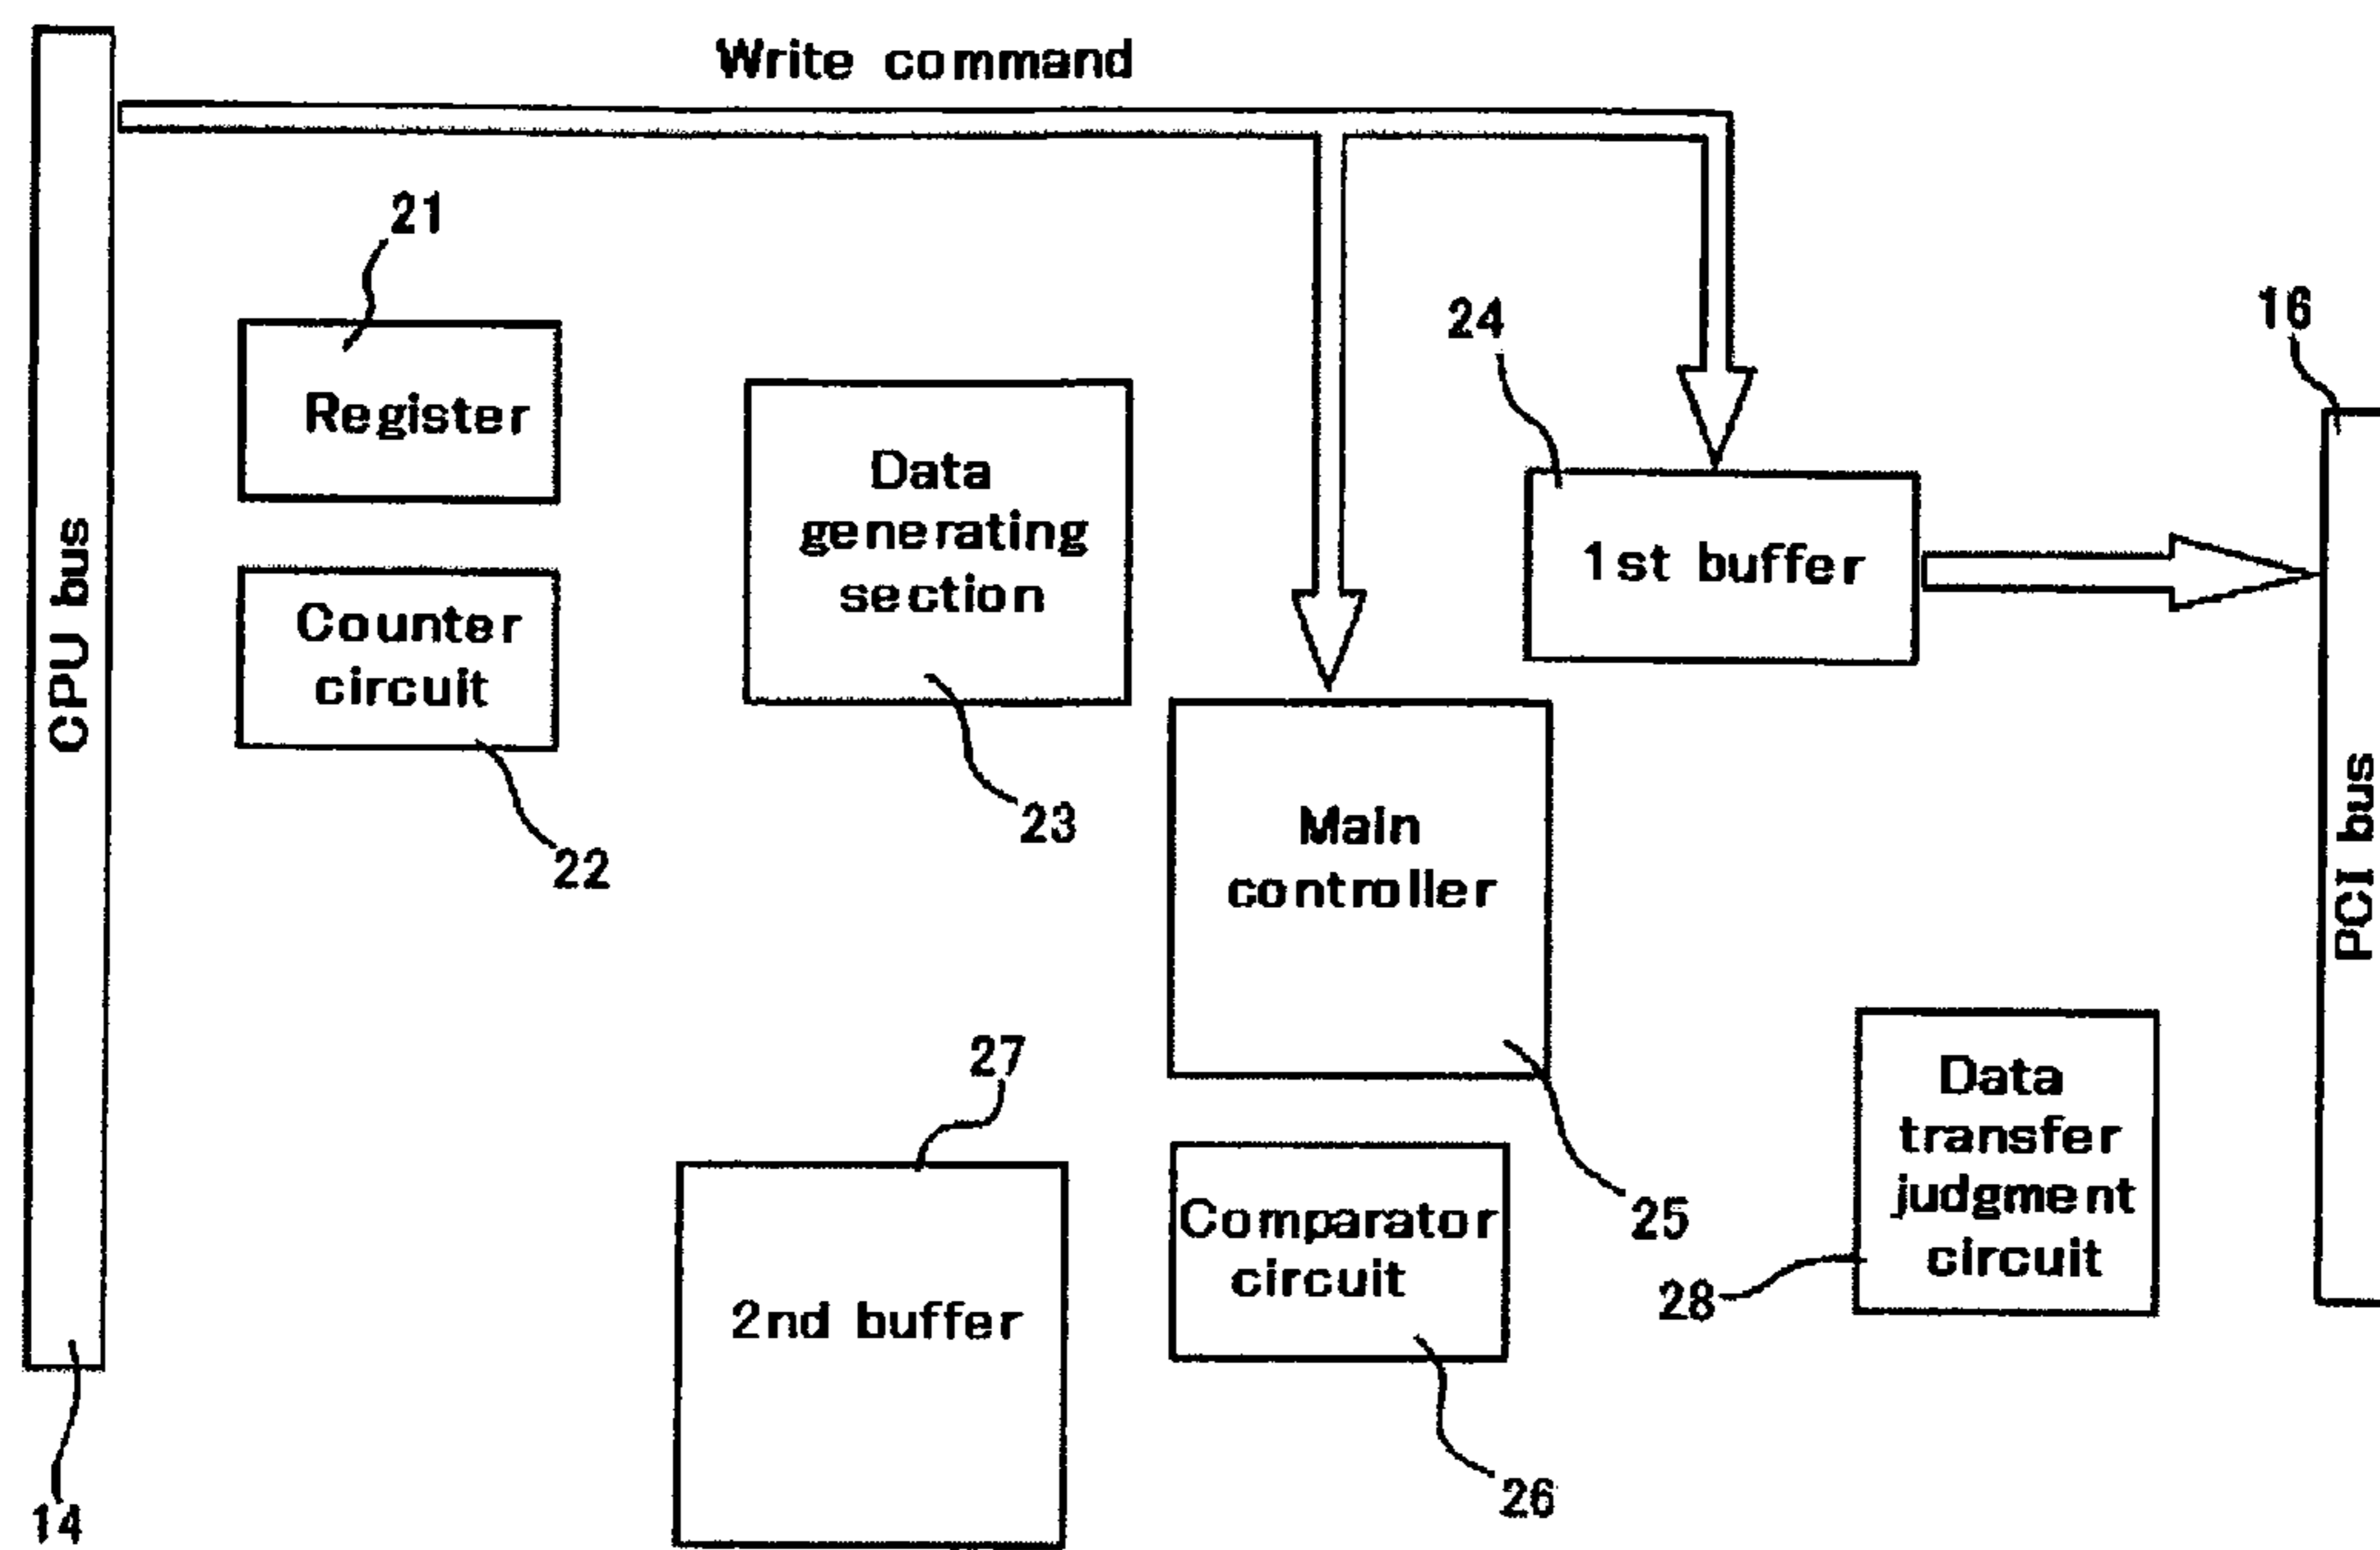 Write command
21
Register
24
16
Data
generating
section
1st buffer
CPU bus
Counter
circuit
23
22
Main
controller
PCI bus
27
25
Data
transfer
judgment
circuit
28
Comparator
circuit
2nd buffer
26
14